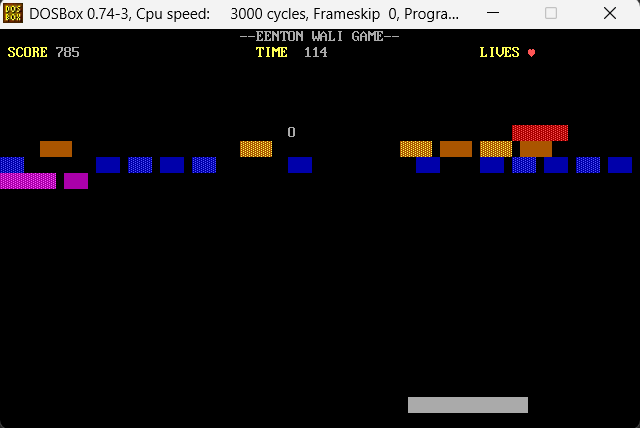 DOSBox 0.74-3, Cpu speed: 3000 cycles, Frameskip 0, Progra...
--EENTON WALI GAME--
SCORE 785 TIME 114 LIVES ♥
O